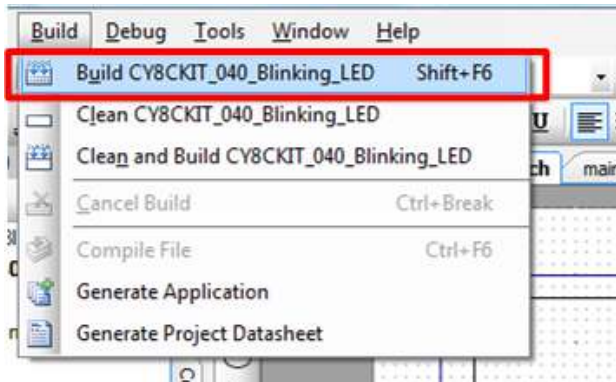 Build Debug Tools Window Help
Build CY8CKIT_040_Blinking_LED Shift+F6
U
Clean CY8CKIT_040_Blinking_LED
Clean and Build CY8CKIT_040_Blinking_LED
Cancel Build Ctrl+Break
Compile File Ctrl+F6
Generate Application
Generate Project Datasheet